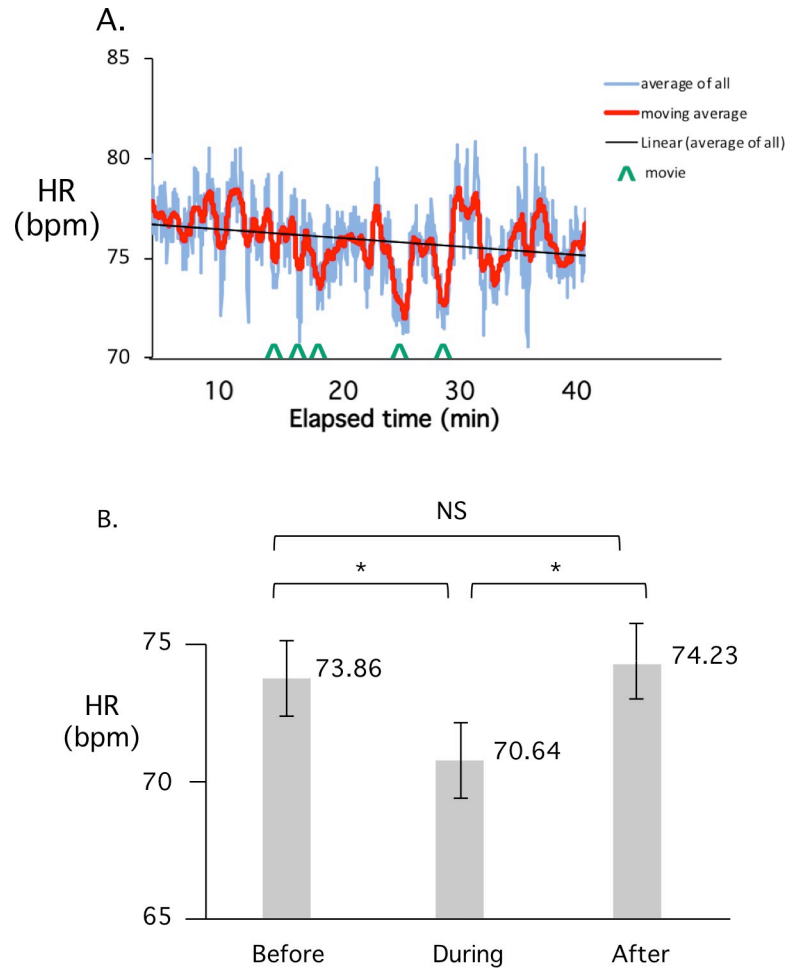 A.
85
80
75
70
HR
(bpm)
average of all
moving average
Linear (average of all)
movie
10 20 30 40
Elapsed time (min)
B.
NS
* *
75
70
65
HR
(bpm)
73.86
70.64
74.23
Before During After